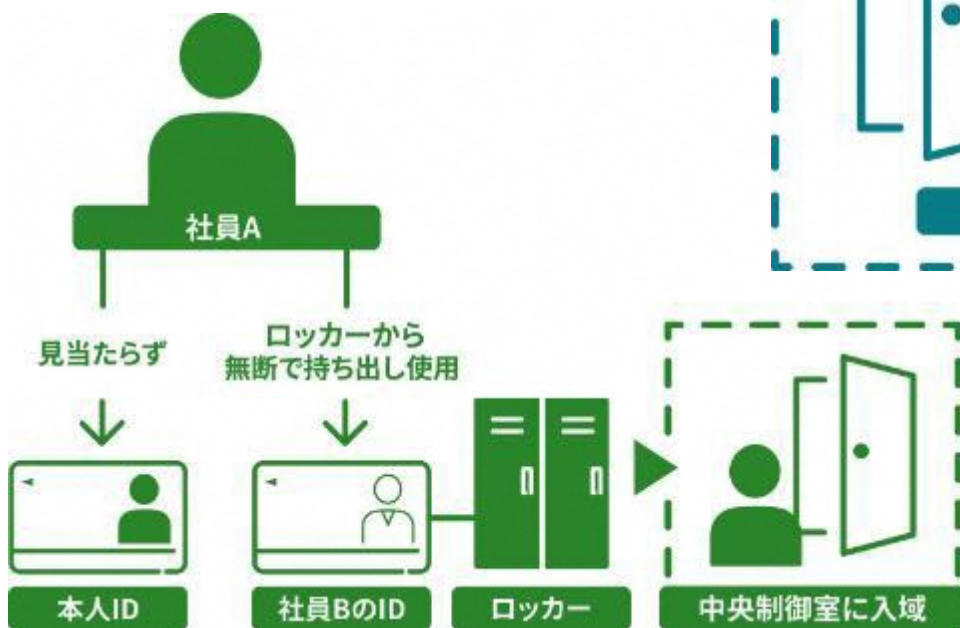 社員A
見当たらず
ロッカーから
無断で持ち出し使用
本人ID
社員BのID
ロッカー
中央制御室に入域